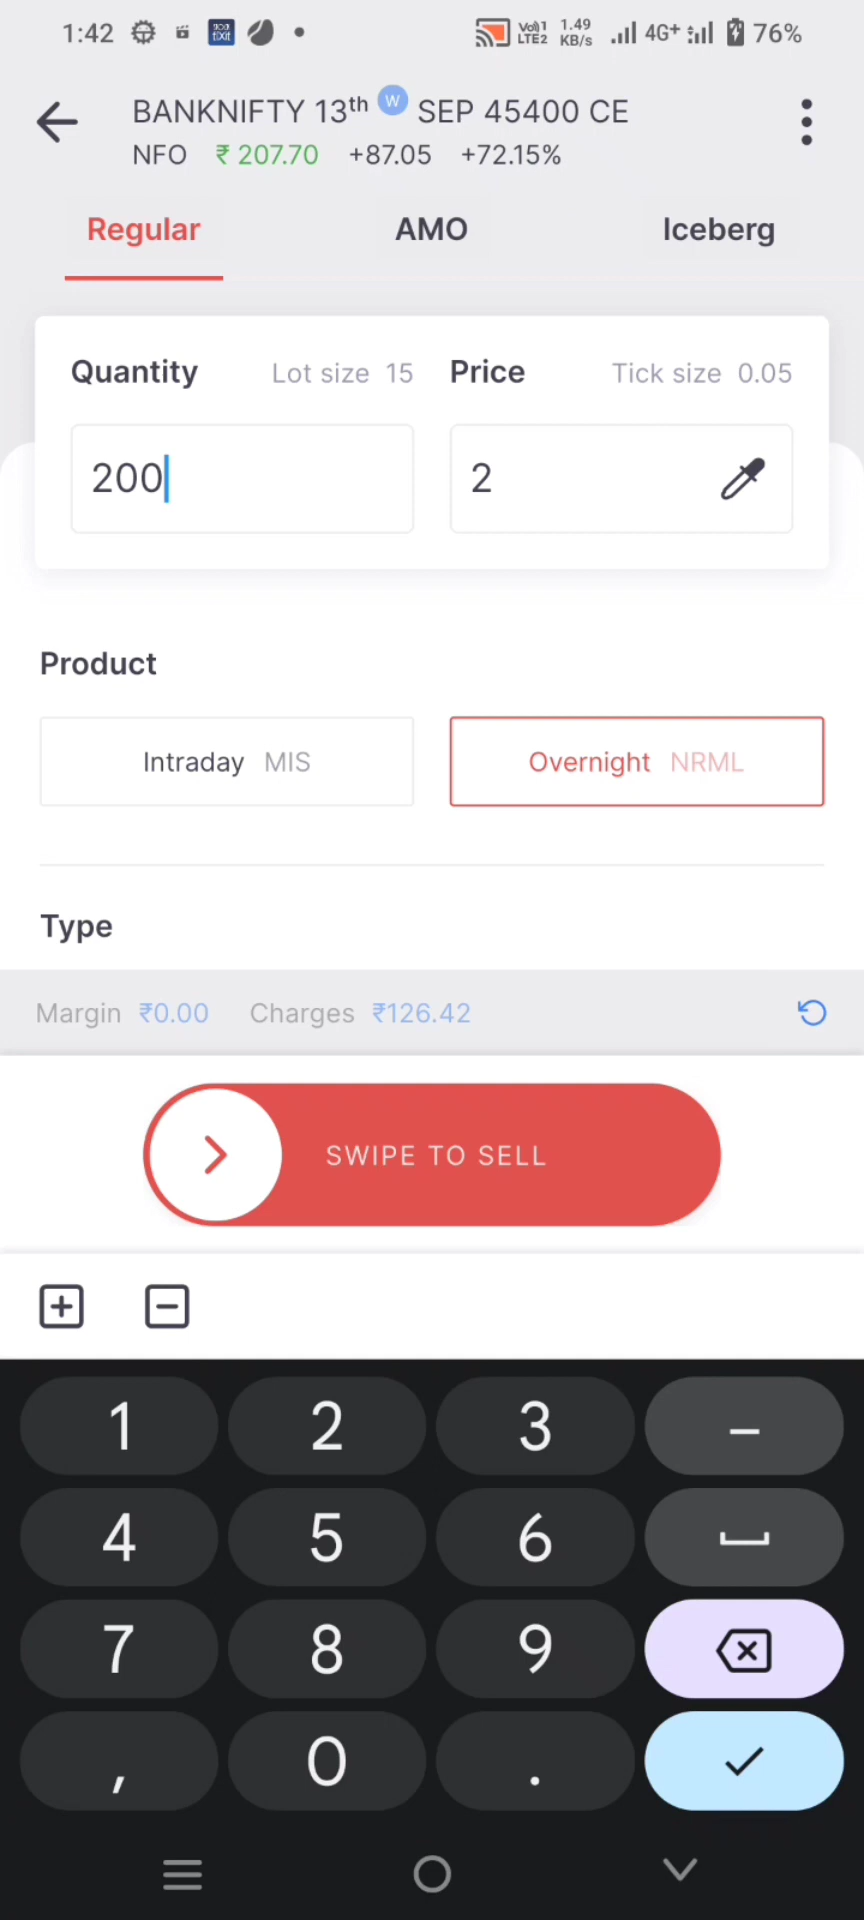 1:42 Vo)) 1 LTE2 1.49 KB/s 4G+ 76%
BANKNIFTY 13th W SEP 45400 CE
NFO ₹ 207.70 +87.05 +72.15%
Regular AMO Iceberg
Quantity Lot size 15 Price Tick size 0.05
200 2
Product
Intraday MIS Overnight NRML
Type
Margin ₹0.00 Charges ₹126.42
SWIPE TO SELL
1 2 3 –
4 5 6
7 8 9
, 0 .